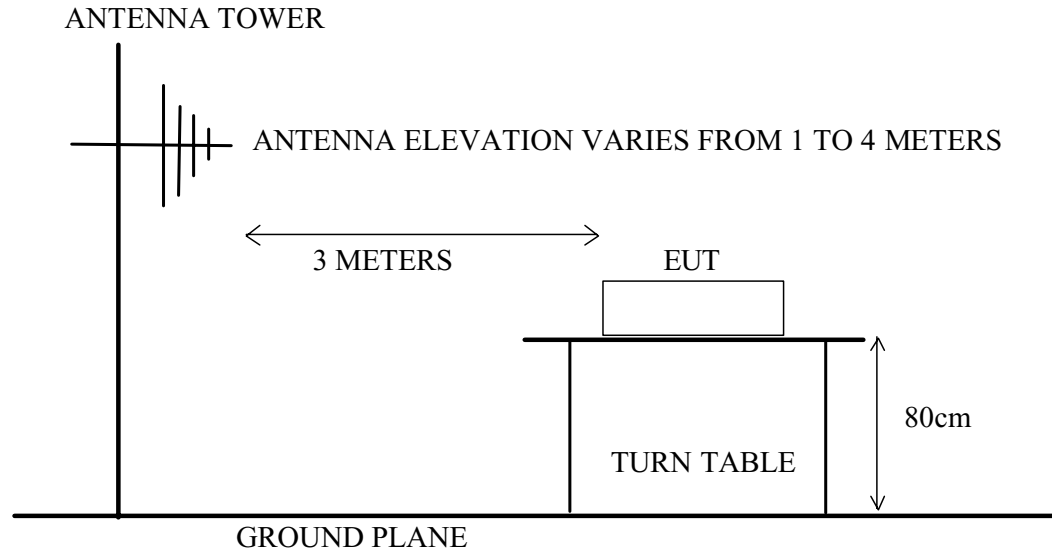 ANTENNA TOWER
ANTENNA ELEVATION VARIES FROM 1 TO 4 METERS
3 METERS
EUT
80cm
TURN TABLE
GROUND PLANE